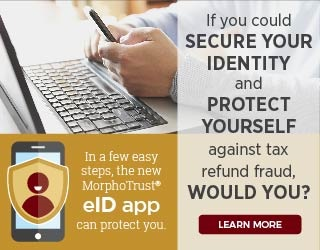 If you could
SECURE YOUR
IDENTITY
and
PROTECT
YOURSELF
against tax
refund fraud,
WOULD YOU?
LEARN MORE
In a few easy
steps, the new
MorphoTrust®
eID app
can protect you.